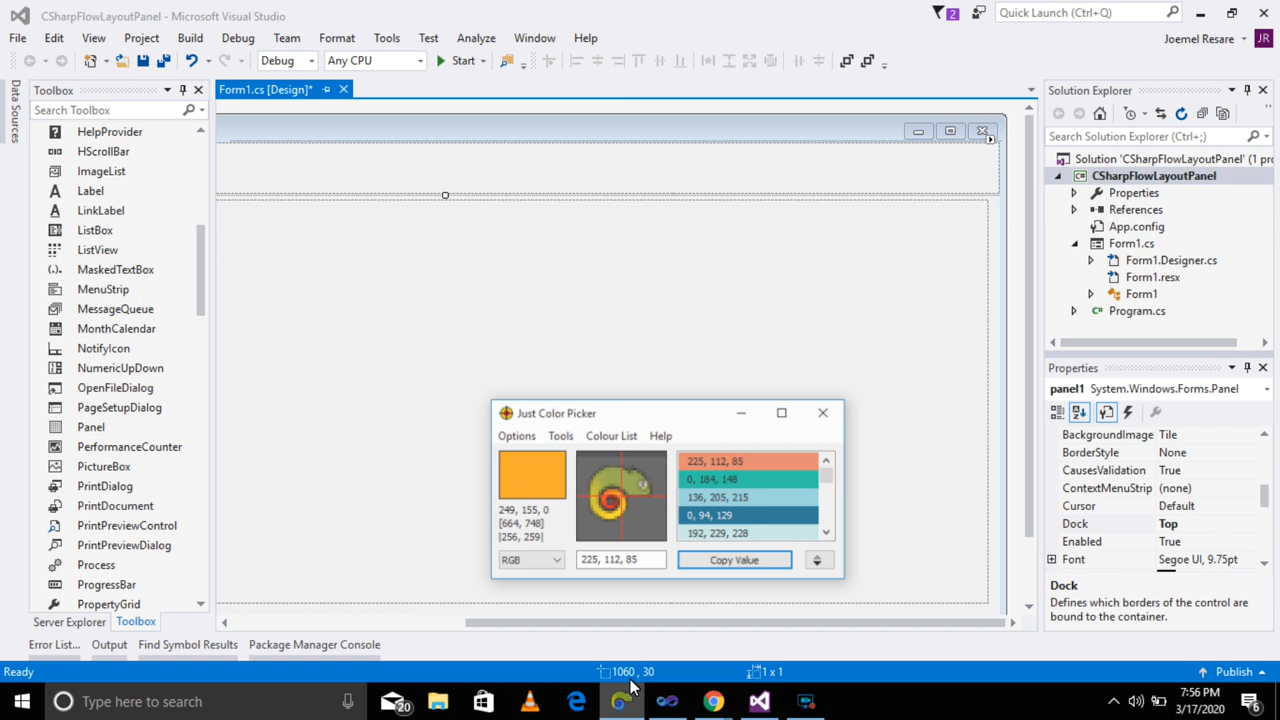 CSharpFlowLayoutPanel - Microsoft Visual Studio
2
Quick Launch (Ctrl+Q)
File Edit View Project Build Debug Team Format Tools Test Analyze Window Help
Joemel Resare JR
Debug Any CPU Start
Data Sources
Toolbox
Search Toolbox
HelpProvider
HScrollBar
ImageList
Label
LinkLabel
ListBox
ListView
MaskedTextBox
MenuStrip
MessageQueue
MonthCalendar
NotifyIcon
NumericUpDown
OpenFileDialog
PageSetupDialog
Panel
PerformanceCounter
PictureBox
PrintDialog
PrintDocument
PrintPreviewControl
PrintPreviewDialog
Process
ProgressBar
PropertyGrid
Server Explorer Toolbox
Form1.cs [Design]*
Just Color Picker
Options Tools Colour List Help
249, 155, 0
[664, 748]
|256, 259|
225, 112, 85
0, 184, 148
136, 205, 215
0, 94, 129
192, 229, 228
RGB 225, 112, 85 Copy Value
Solution Explorer
Search Solution Explorer (Ctrl+;)
Solution 'CSharpFlowLayoutPanel' (1 pro
CSharpFlowLayoutPanel
Properties
References
App.config
Form1.cs
Form1.Designer.cs
Form1.resx
Form1
Program.cs
Properties
panel1 System.Windows.Forms.Panel
BackgroundImage Tile
BorderStyle None
CausesValidation True
ContextMenuStrip (none)
Cursor Default
Dock Top
Enabled True
Font Segoe UI, 9.75pt
Dock
Defines which borders of the control are
bound to the container.
Error List... Output Find Symbol Results Package Manager Console
Ready 1060 , 30 1 x 1 Publish
Type here to search
20
7:56 PM
3/17/2020
6